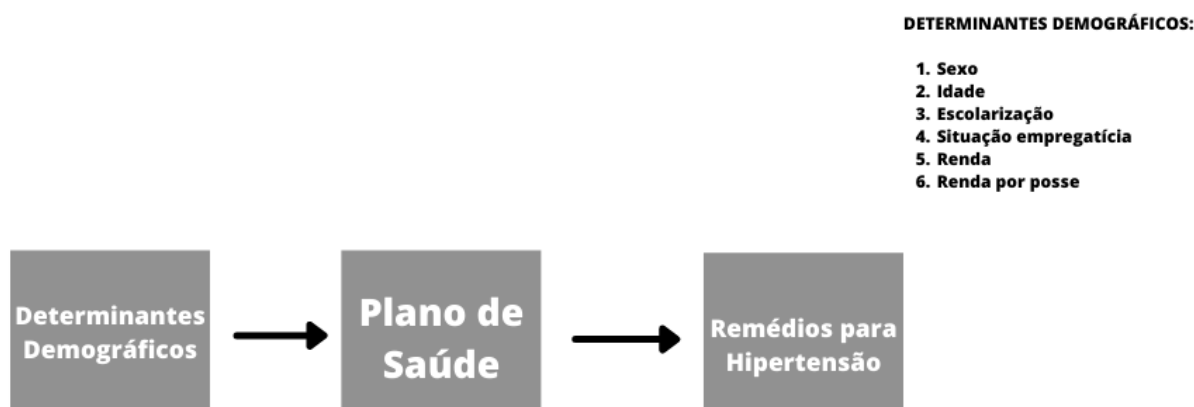 DETERMINANTES DEMOGRÁFICOS:
1. Sexo
2. Idade
3. Escolarização
4. Situação empregatícia
5. Renda
6. Renda por posse
Determinantes
Demográficos
Plano de
Saúde
Remédios para
Hipertensão